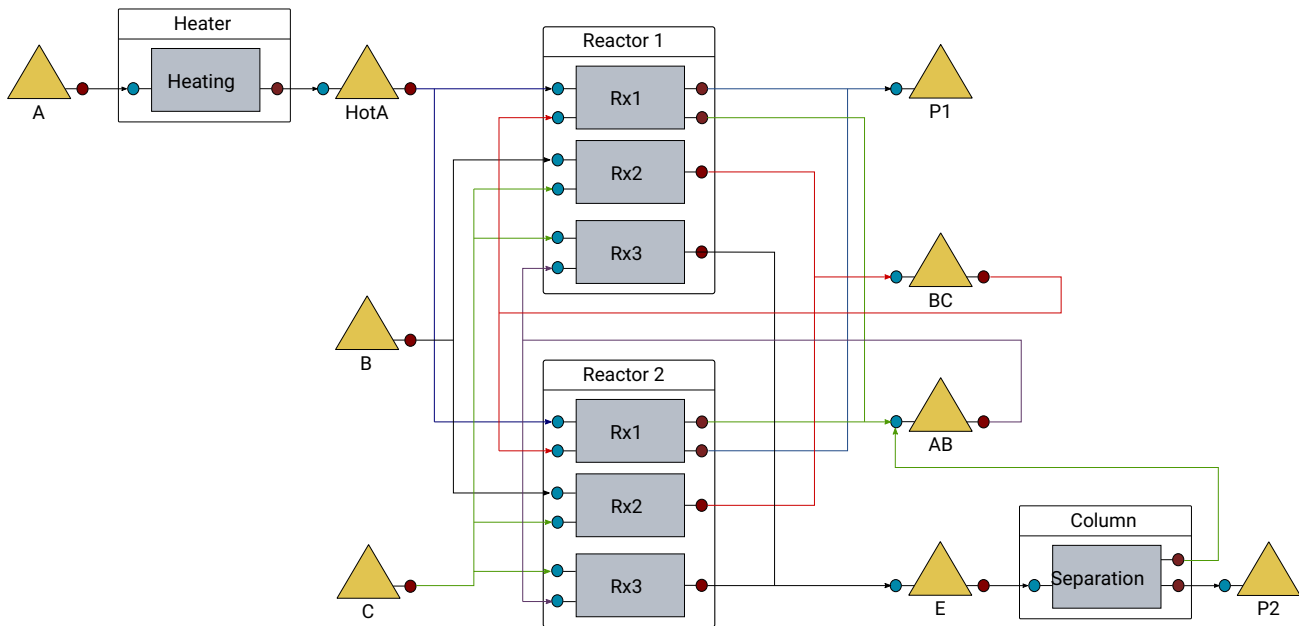 Heater
Heating
A
HotA
Reactor 1
Rx1
Rx2
Rx3
P1
BC
B
Reactor 2
Rx1
Rx2
Rx3
AB
C
E
Column
Separation
P2